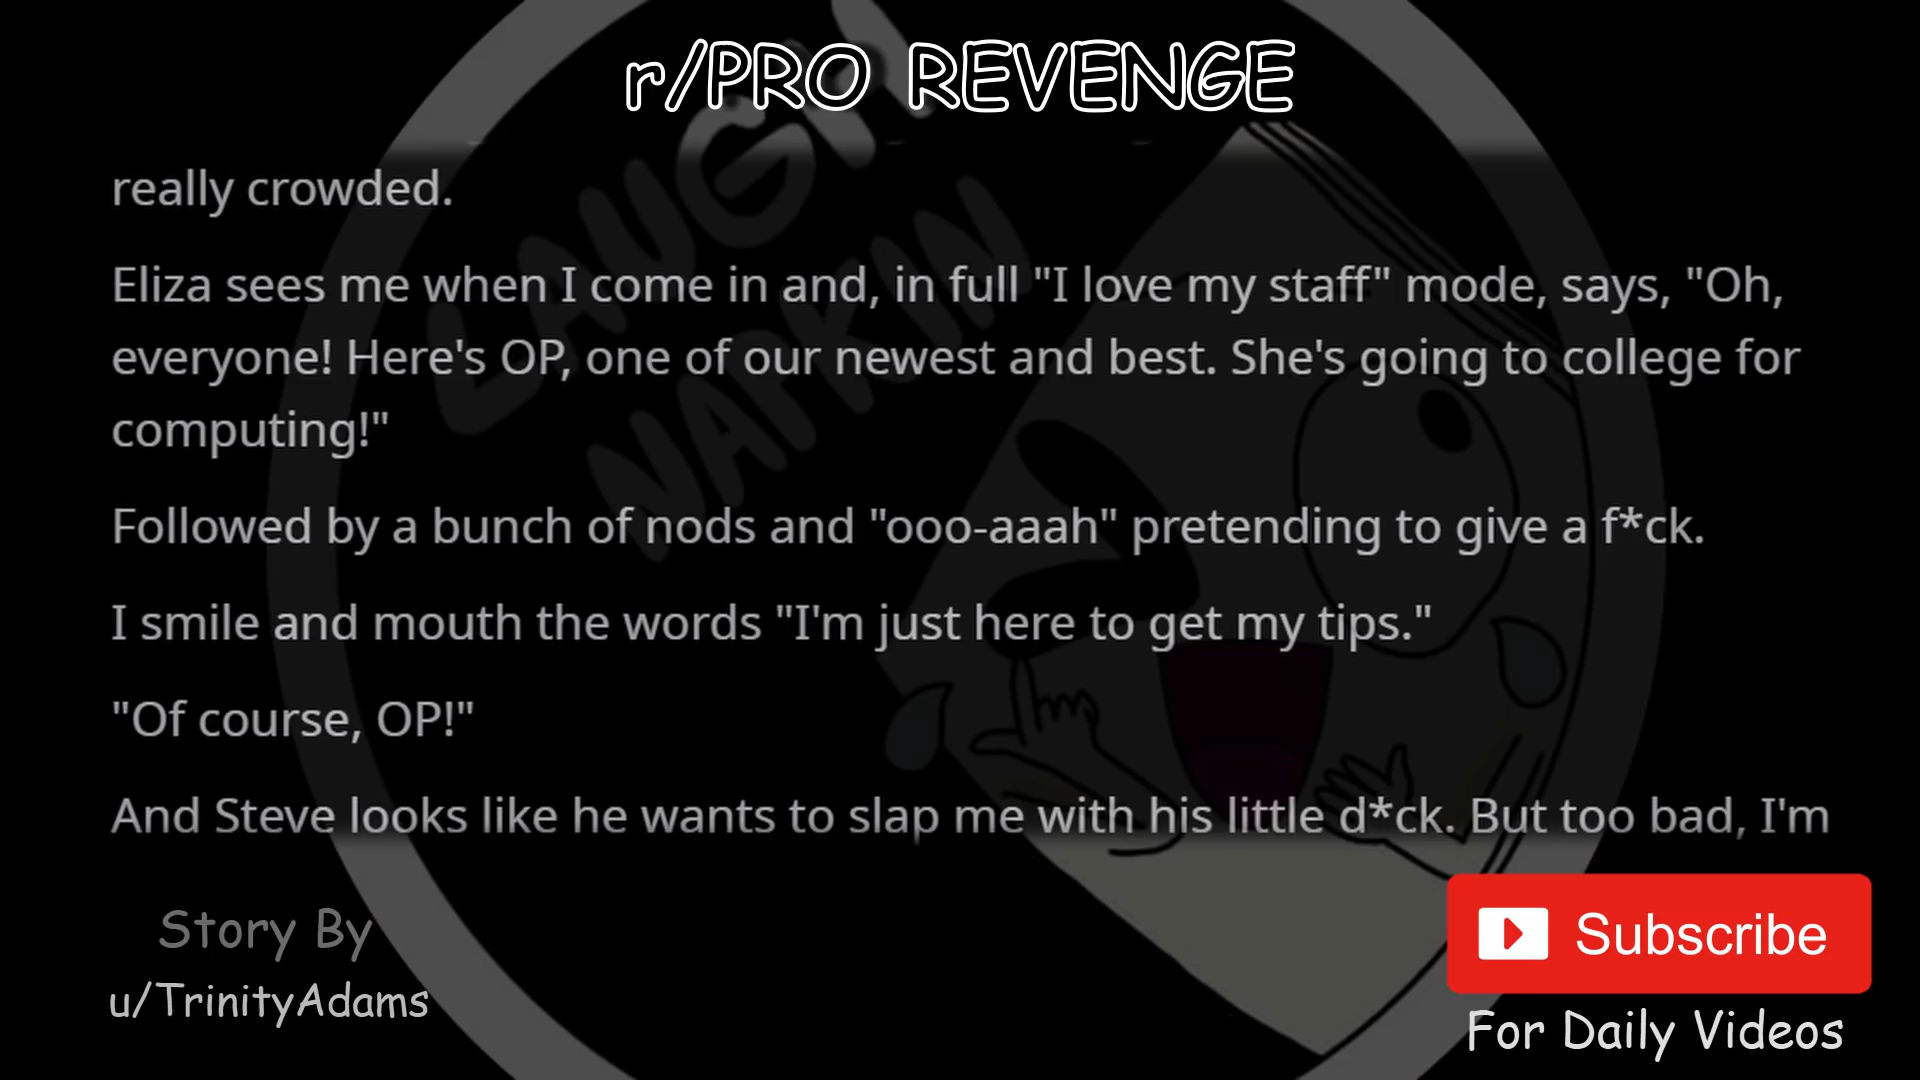 r/PRO REVENGE
really crowded.
Eliza sees me when I come in and, in full "I love my staff" mode, says, "Oh,
everyone! Here's OP, one of our newest and best. She's going to college for
computing!"
Followed by a bunch of nods and "ooo-aaah" pretending to give a f*ck.
I smile and mouth the words "I'm just here to get my tips."
"Of course, OP!"
And Steve looks like he wants to slap me with his little d*ck. But too bad, I'm
Story By
u/TrinityAdams
Subscribe
For Daily Videos
LAUGH
NAPKIN